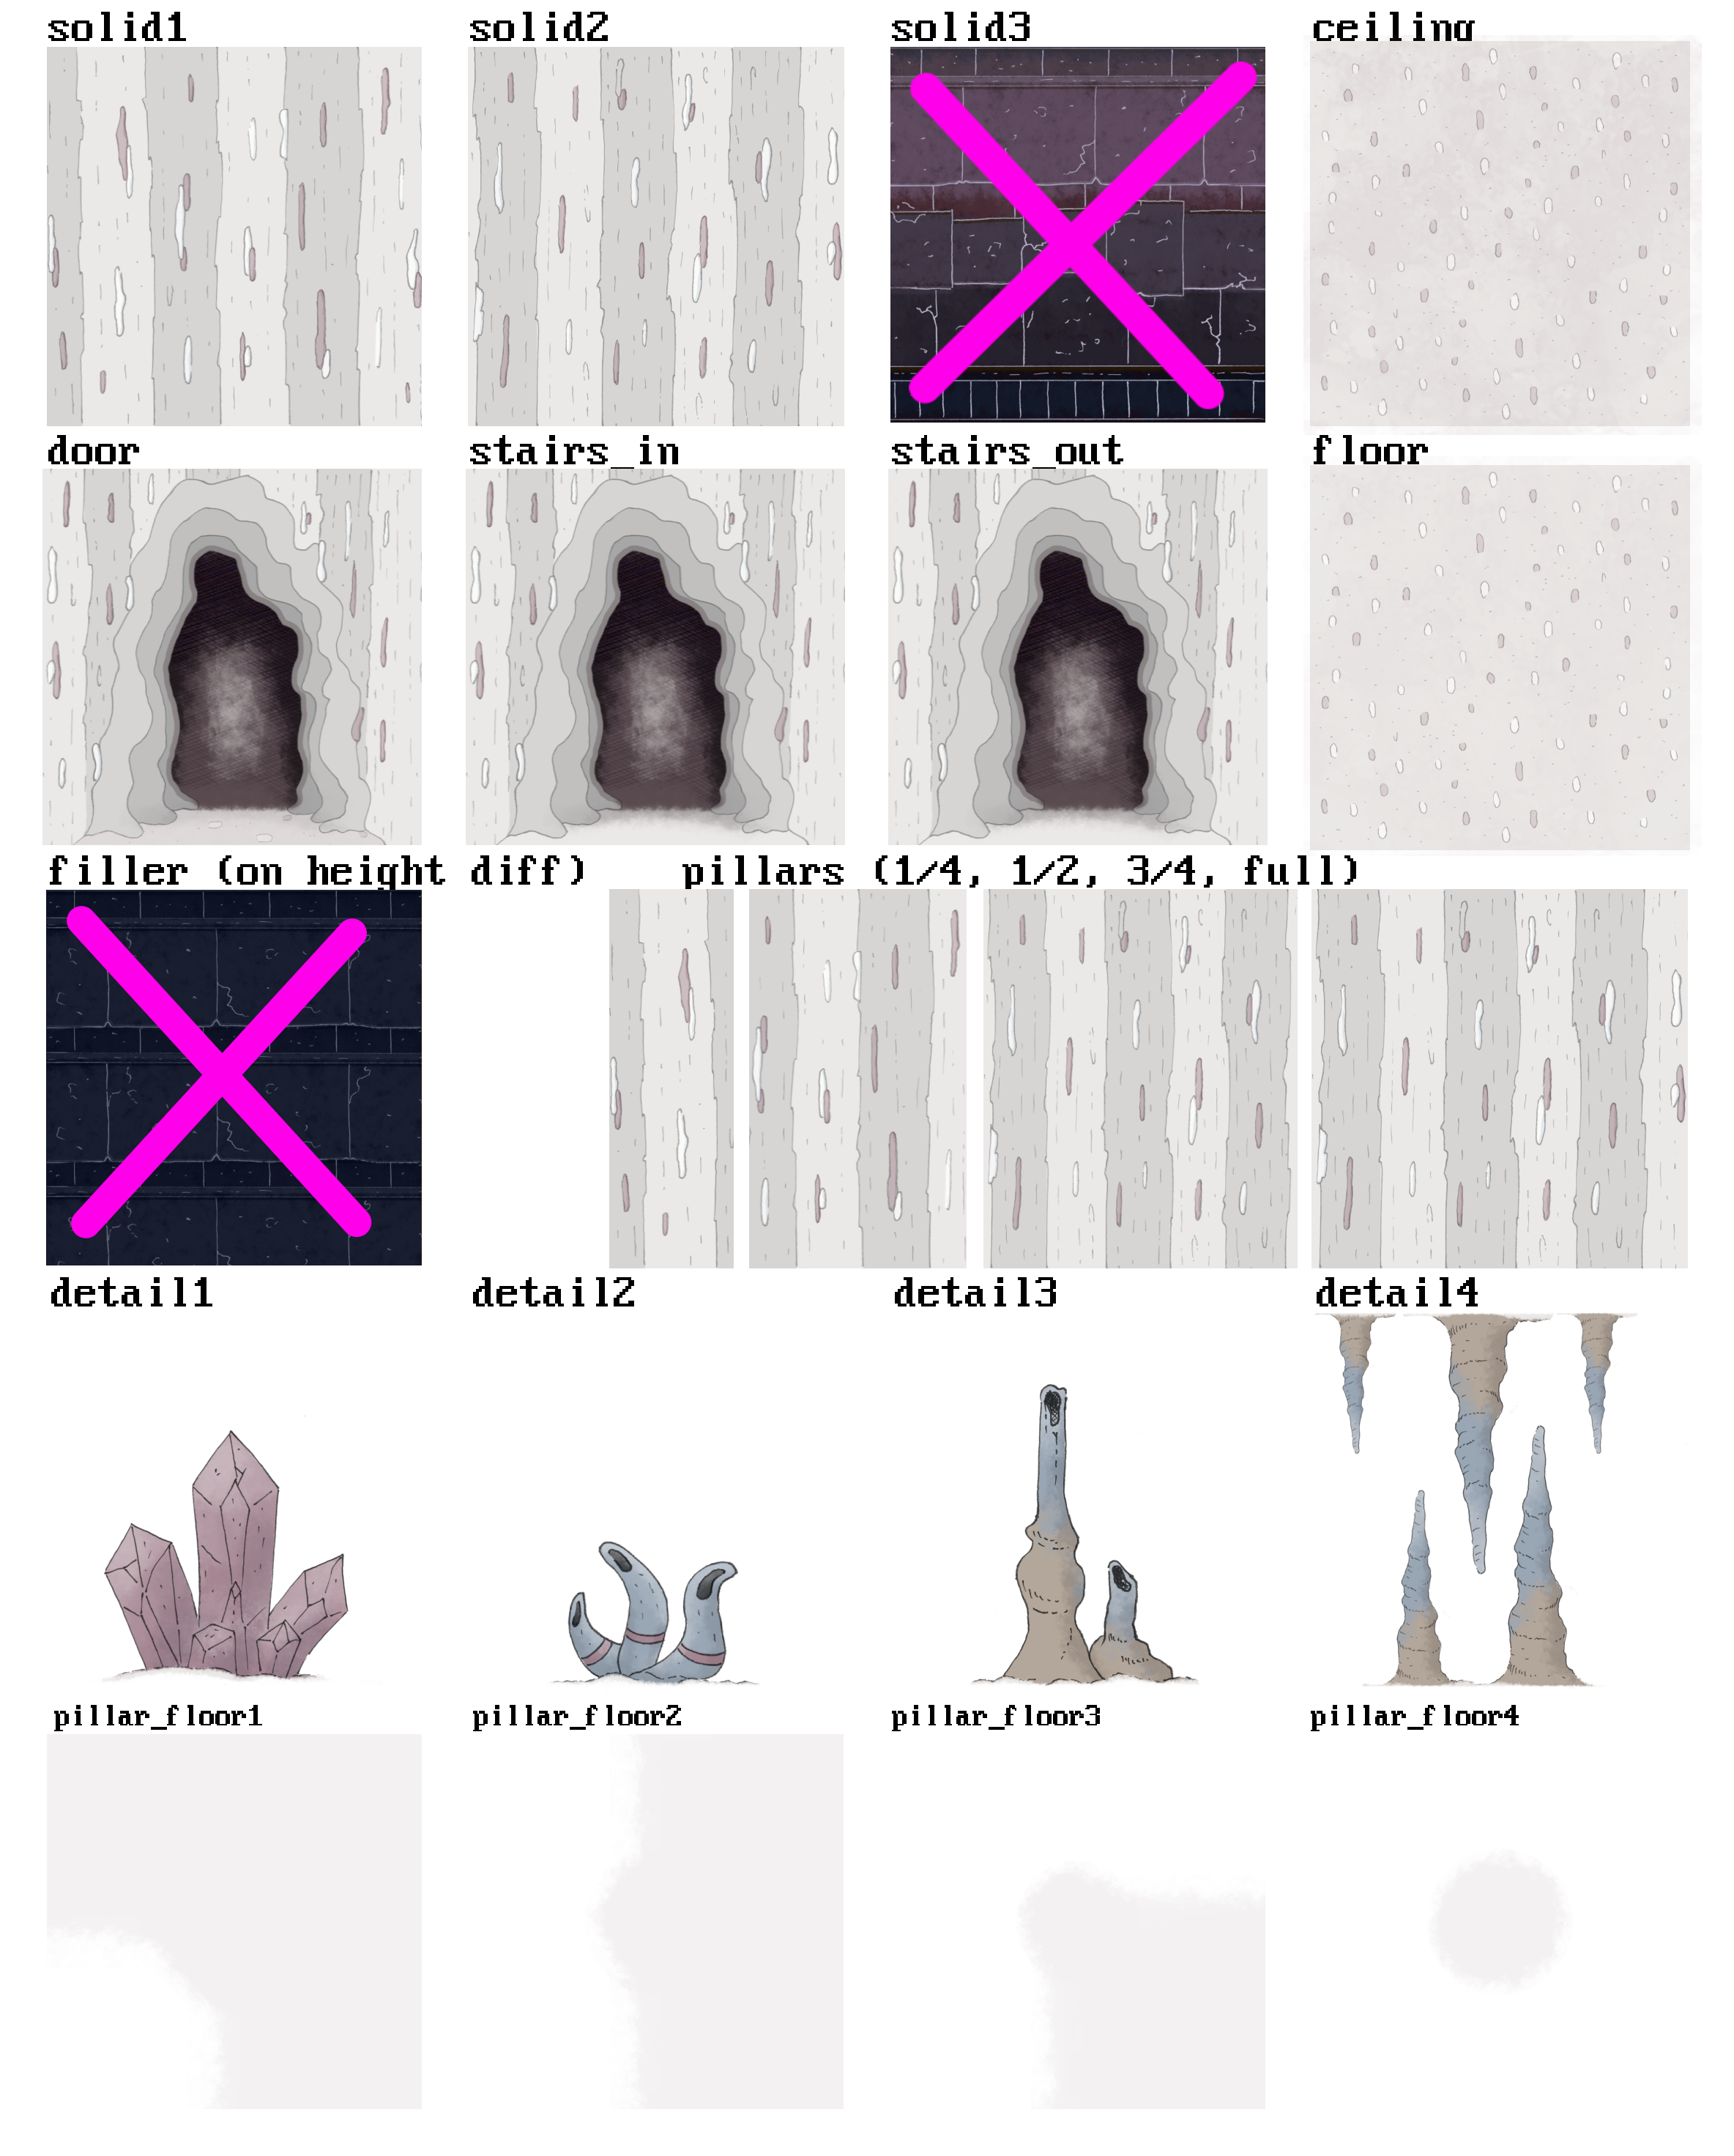 solid1 solid2 solid3 ceiling
door stairs_in stairs_out floor
filler (on height diff) pillars (1/4, 1/2, 3/4, full)
detail1 detail2 detail3 detail4
pillar_floor1 pillar_floor2 pillar_floor3 pillar_floor4